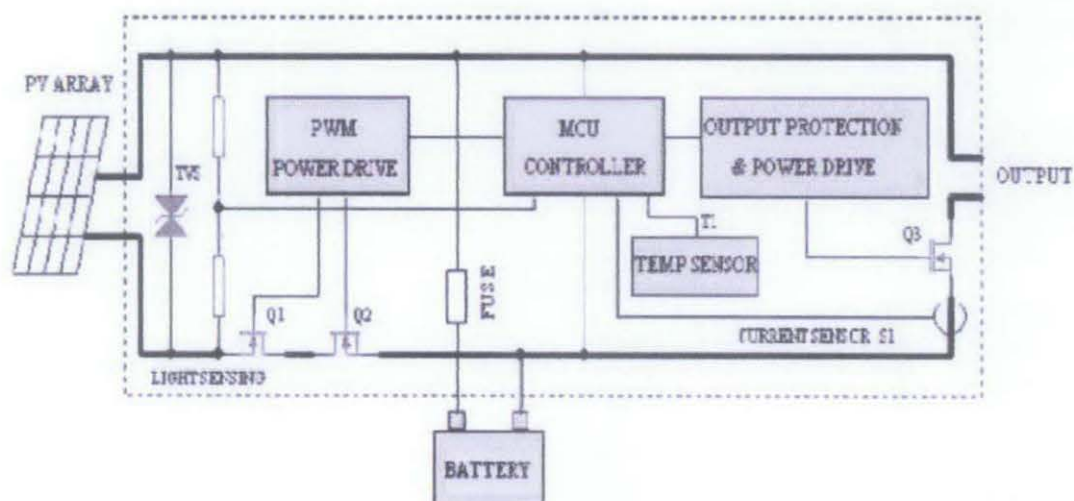 PV ARRAY
TVS
PWM
POWER DRIVE
MCU
CONTROLLER
OUTPUT PROTECTION
& POWER DRIVE
OUTPUT
T1
TEMP SENSOR
Q3
FUSE
Q1
Q2
CURRENT SENSOR S1
LIGHTSENSING
BATTERY